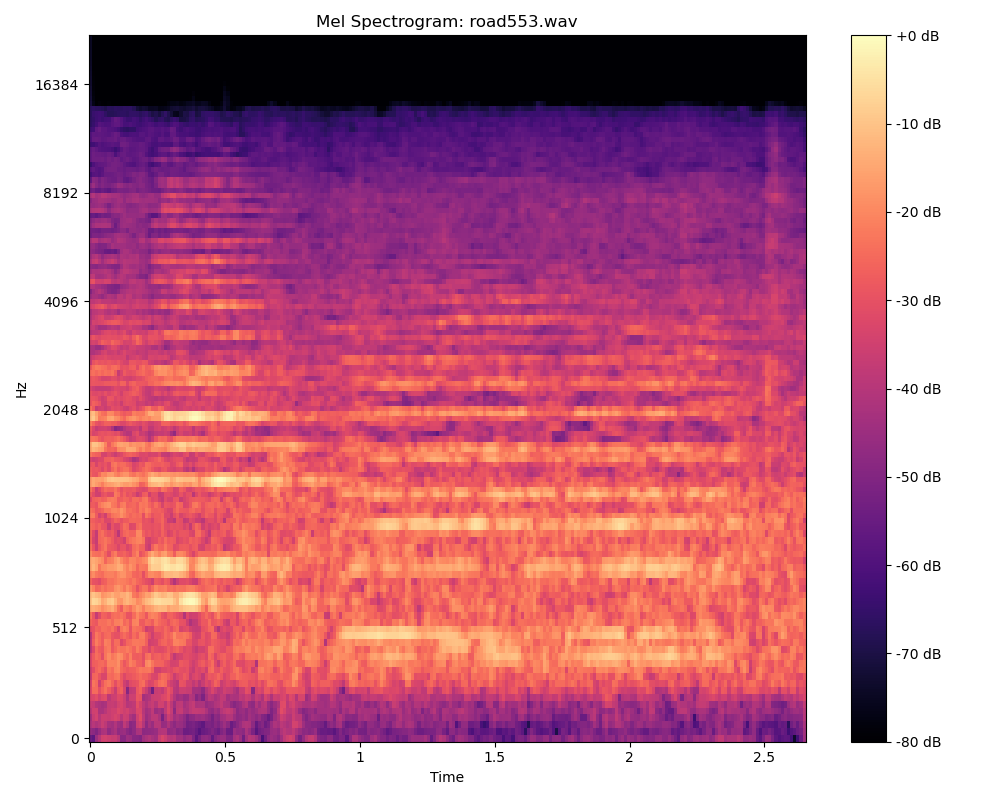 Mel Spectrogram: road553.wav
+0 dB
16384
-10 dB
8192
-20 dB
4096
-30 dB
Hz
2048
-40 dB
1024
-50 dB
512
-60 dB
-70 dB
0
-80 dB
0 0.5 1 1.5 2 2.5
Time